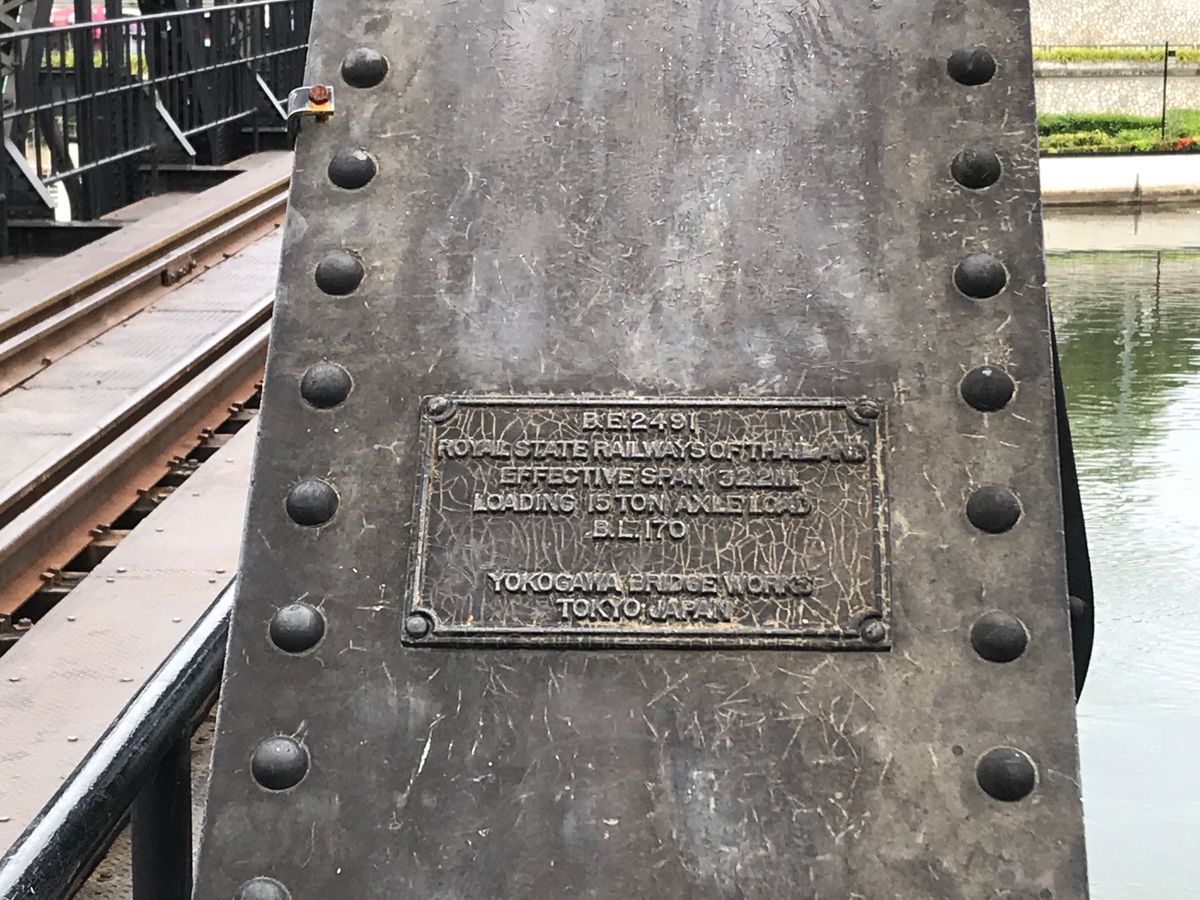 B.E.2491
ROYAL STATE RAILWAYS OF THAILAND
EFFECTIVE SPAN 32.2M.
LOADING 15 TON AXLE LOAD
B.L. 170
YOKOGAWA BRIDGE WORKS
TOKYO JAPAN